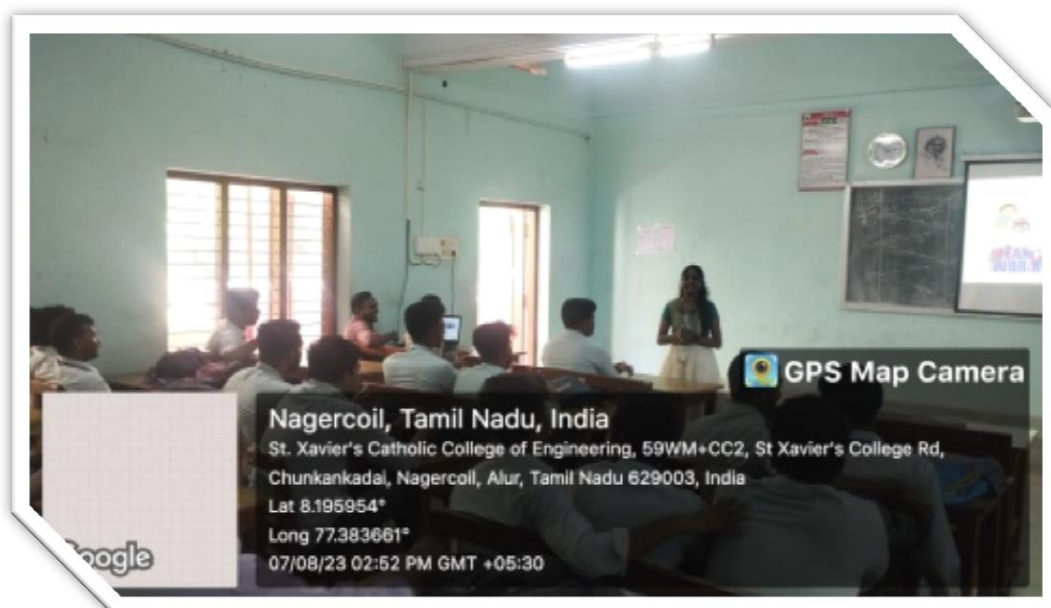 TEAM
WORK
GPS Map Camera
Nagercoil, Tamil Nadu, India
St. Xavier's Catholic College of Engineering, 59WM+CC2, St Xavier's College Rd,
Chunkankadai, Nagercoil, Alur, Tamil Nadu 629003, India
Lat 8.195954°
Long 77.383661°
07/08/23 02:52 PM GMT +05:30
Google